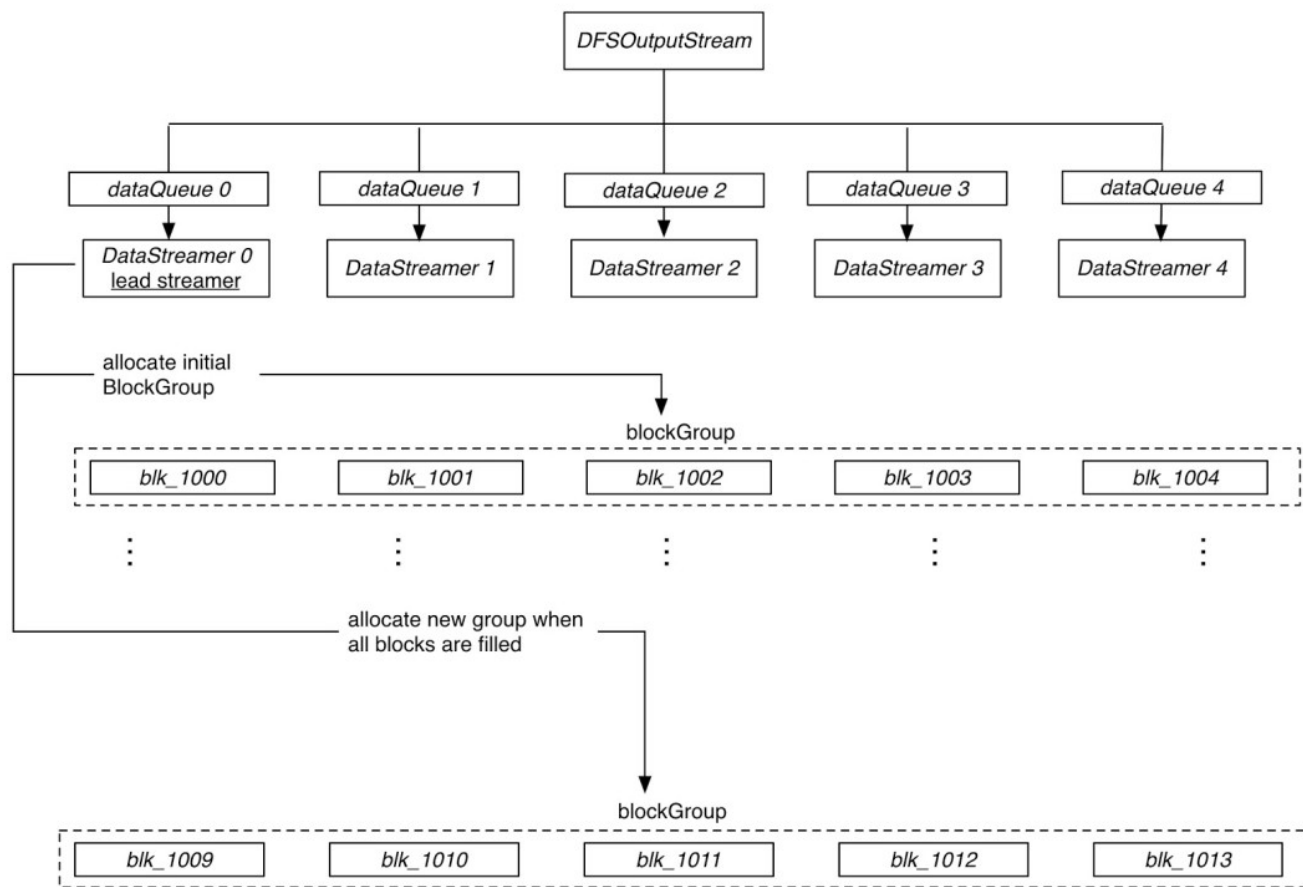 DFSOutputStream
dataQueue 0
dataQueue 1
dataQueue 2
dataQueue 3
dataQueue 4
DataStreamer 0
lead streamer
DataStreamer 1
DataStreamer 2
DataStreamer 3
DataStreamer 4
allocate initial
BlockGroup
blockGroup
blk_1000
blk_1001
blk_1002
blk_1003
blk_1004
allocate new group when
all blocks are filled
blockGroup
blk_1009
blk_1010
blk_1011
blk_1012
blk_1013